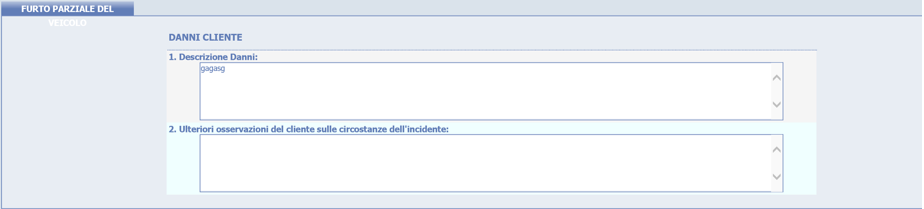 FURTO PARZIALE DEL
VEICOLO
DANNI CLIENTE
1. Descrizione Danni:
gagasg
2. Ulteriori osservazioni del cliente sulle circostanze dell'incidente: